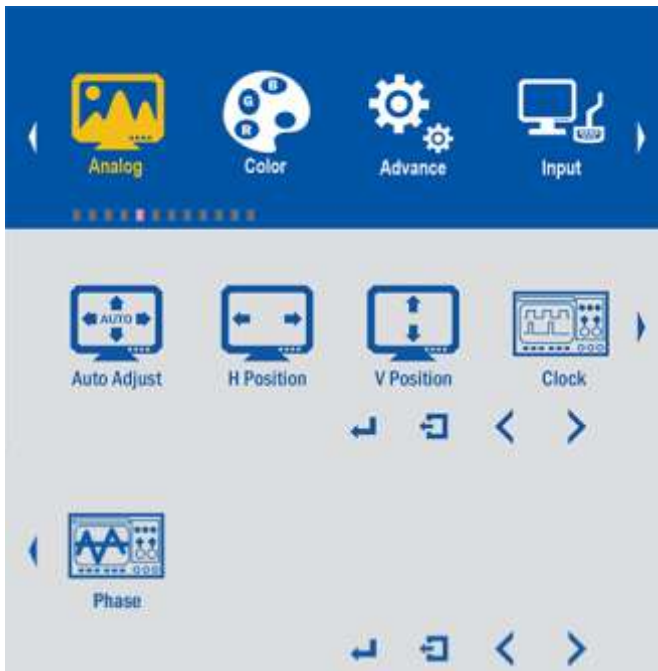 B
G
R
Analog Color Advance Input
AUTO
Auto Adjust H Position V Position Clock
Phase